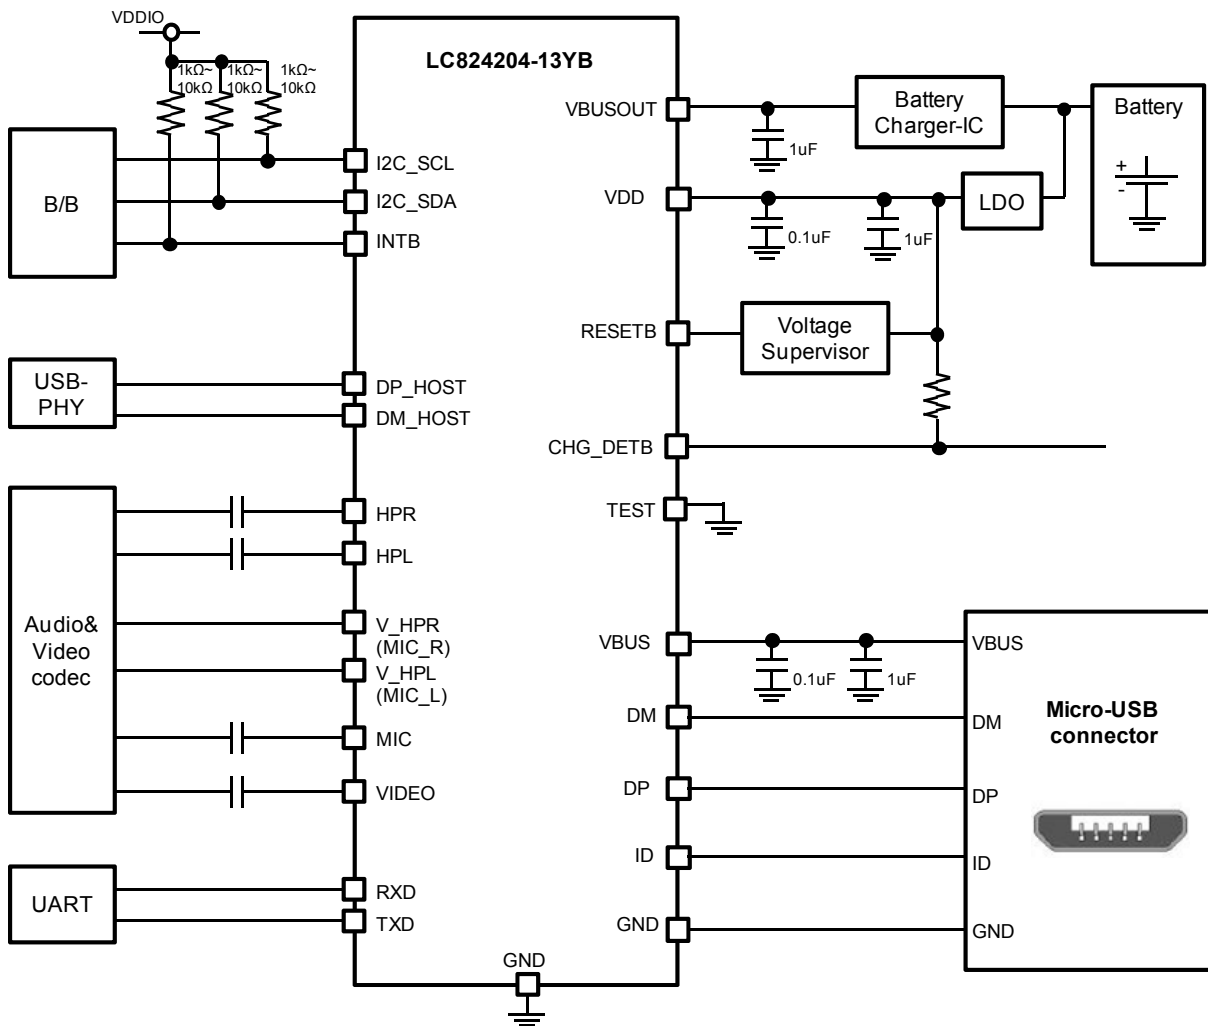 VDDIO
1kΩ~ 1kΩ~ 1kΩ~
10kΩ 10kΩ 10kΩ
LC824204-13YB
B/B
I2C_SCL
I2C_SDA
INTB
USB-
PHY
DP_HOST
DM_HOST
Audio&
Video
codec
HPR
HPL
V_HPR
(MIC_R)
V_HPL
(MIC_L)
MIC
VIDEO
UART
RXD
TXD
GND
VBUSOUT
1uF
Battery
Charger-IC
Battery
+
-
VDD
0.1uF
1uF
LDO
RESETB
Voltage
Supervisor
CHG_DETB
TEST
VBUS
0.1uF
1uF
VBUS
DM
DM
DP
DP
ID
ID
GND
GND
Micro-USB
connector